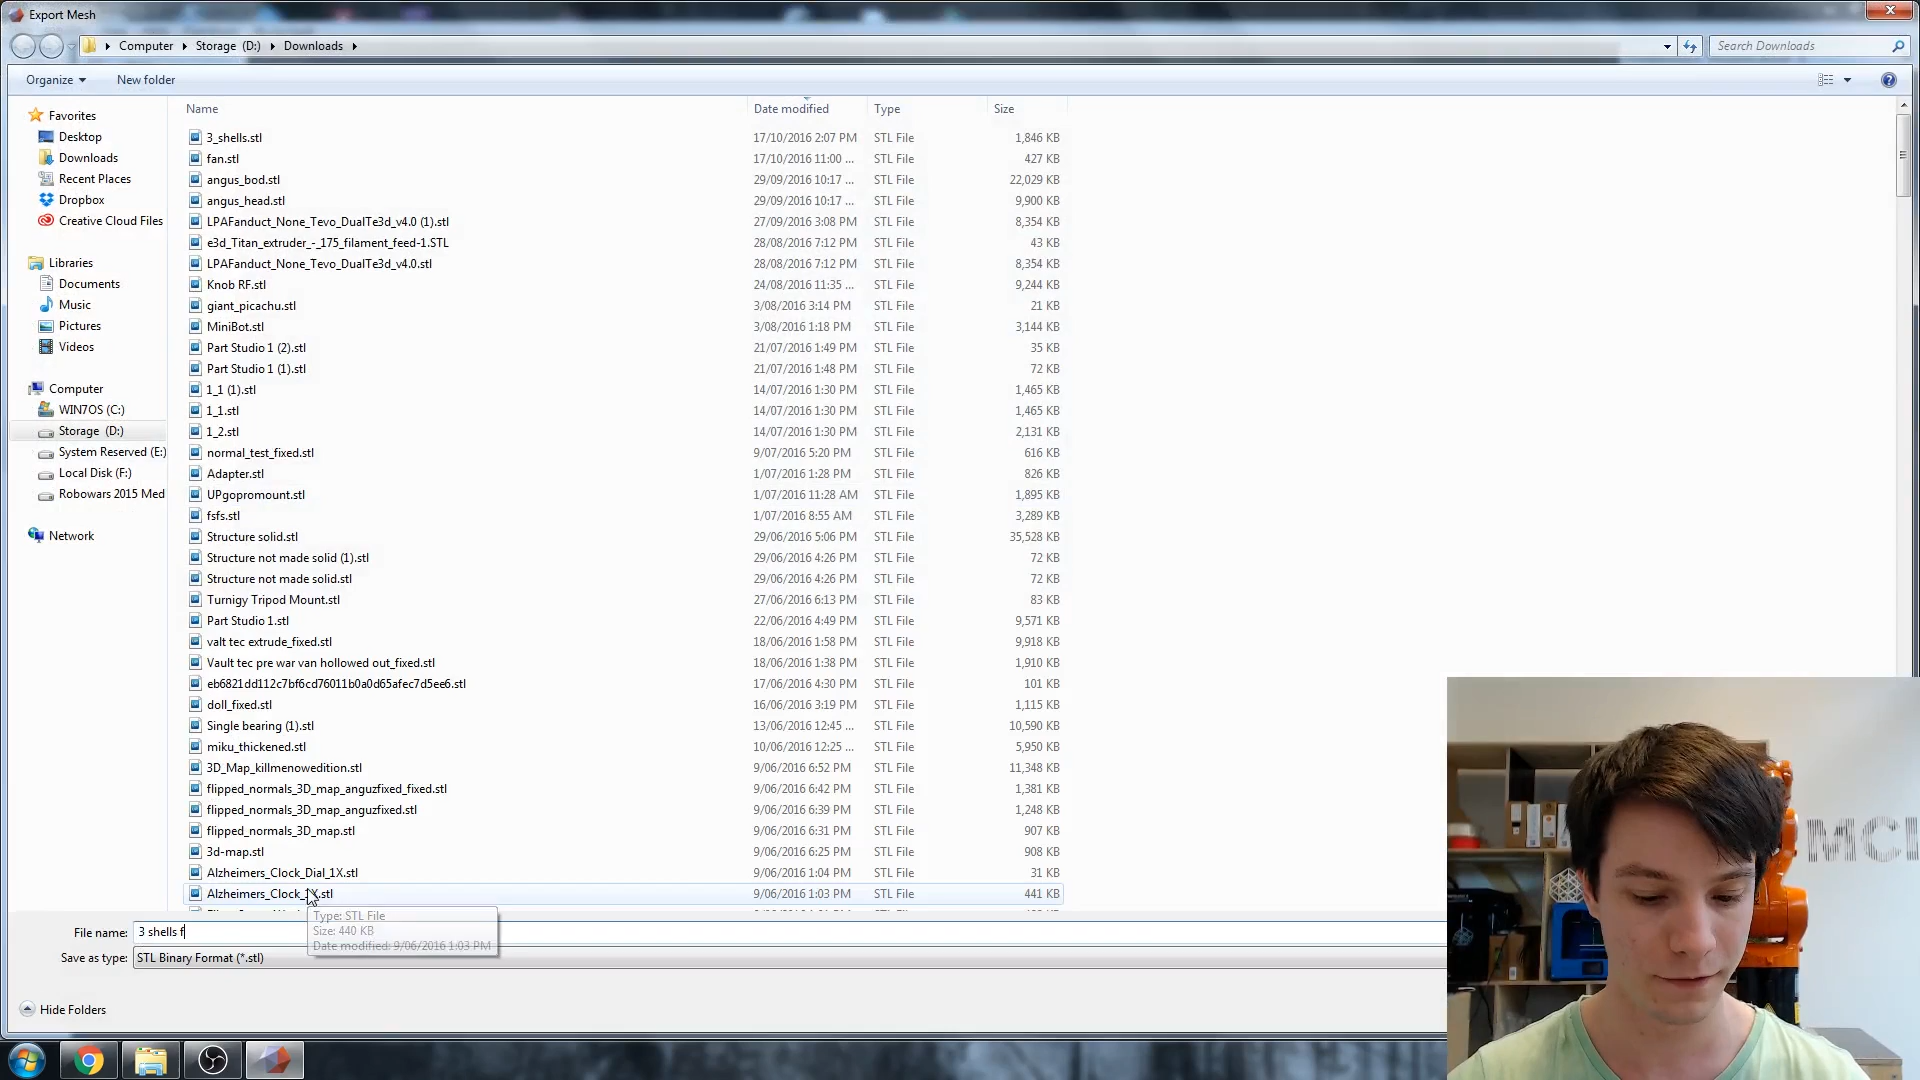 Export Mesh
Computer Storage (D:) Downloads
Search Downloads
Organize New folder
Name Date modified Type Size
Favorites
Desktop
Downloads
Recent Places
Dropbox
Creative Cloud Files
Libraries
Documents
Music
Pictures
Videos
Computer
WIN7OS (C:)
Storage (D:)
System Reserved (E:)
Local Disk (F:)
Robowars 2015 Med
Network
3_shells.stl 17/10/2016 2:07 PM STL File 1,846 KB
fan.stl 17/10/2016 11:00 ... STL File 427 KB
angus_bod.stl 29/09/2016 10:17 ... STL File 22,029 KB
angus_head.stl 29/09/2016 10:17 ... STL File 9,900 KB
LPAFanduct_None_Tevo_DualTe3d_v4.0 (1).stl 27/09/2016 3:08 PM STL File 8,354 KB
e3d_Titan_extruder_-_175_filament_feed-1.STL 28/08/2016 7:12 PM STL File 43 KB
LPAFanduct_None_Tevo_DualTe3d_v4.0.stl 28/08/2016 7:12 PM STL File 8,354 KB
Knob RF.stl 24/08/2016 11:35 ... STL File 9,244 KB
giant_picachu.stl 3/08/2016 3:14 PM STL File 21 KB
MiniBot.stl 3/08/2016 1:18 PM STL File 3,144 KB
Part Studio 1 (2).stl 21/07/2016 1:49 PM STL File 35 KB
Part Studio 1 (1).stl 21/07/2016 1:48 PM STL File 72 KB
1_1 (1).stl 14/07/2016 1:30 PM STL File 1,465 KB
1_1.stl 14/07/2016 1:30 PM STL File 1,465 KB
1_2.stl 14/07/2016 1:30 PM STL File 2,131 KB
normal_test_fixed.stl 9/07/2016 5:20 PM STL File 616 KB
Adapter.stl 1/07/2016 1:28 PM STL File 826 KB
UPgopromount.stl 1/07/2016 11:28 AM STL File 1,895 KB
fsfs.stl 1/07/2016 8:55 AM STL File 3,289 KB
Structure solid.stl 29/06/2016 5:06 PM STL File 35,528 KB
Structure not made solid (1).stl 29/06/2016 4:26 PM STL File 72 KB
Structure not made solid.stl 29/06/2016 4:26 PM STL File 72 KB
Turnigy Tripod Mount.stl 27/06/2016 6:13 PM STL File 83 KB
Part Studio 1.stl 22/06/2016 4:49 PM STL File 9,571 KB
valt tec extrude_fixed.stl 18/06/2016 1:58 PM STL File 9,918 KB
Vault tec pre war van hollowed out_fixed.stl 18/06/2016 1:38 PM STL File 1,910 KB
eb6821dd112c7bf6cd76011b0a0d65afec7d5ee6.stl 17/06/2016 4:30 PM STL File 101 KB
doll_fixed.stl 16/06/2016 3:19 PM STL File 1,115 KB
Single bearing (1).stl 13/06/2016 12:45 ... STL File 10,590 KB
miku_thickened.stl 10/06/2016 12:25 ... STL File 5,950 KB
3D_Map_killmenowedition.stl 9/06/2016 6:52 PM STL File 11,348 KB
flipped_normals_3D_map_anguzfixed_fixed.stl 9/06/2016 6:42 PM STL File 1,381 KB
flipped_normals_3D_map_anguzfixed.stl 9/06/2016 6:39 PM STL File 1,248 KB
flipped_normals_3D_map.stl 9/06/2016 6:31 PM STL File 907 KB
3d-map.stl 9/06/2016 6:25 PM STL File 908 KB
Alzheimers_Clock_Dial_1X.stl 9/06/2016 1:04 PM STL File 31 KB
Alzheimers_Clock_1X.stl 9/06/2016 1:03 PM STL File 441 KB
Type: STL File
Size: 440 KB
Date modified: 9/06/2016 1:03 PM
File name: 3 shells f
Save as type: STL Binary Format (*.stl)
Hide Folders